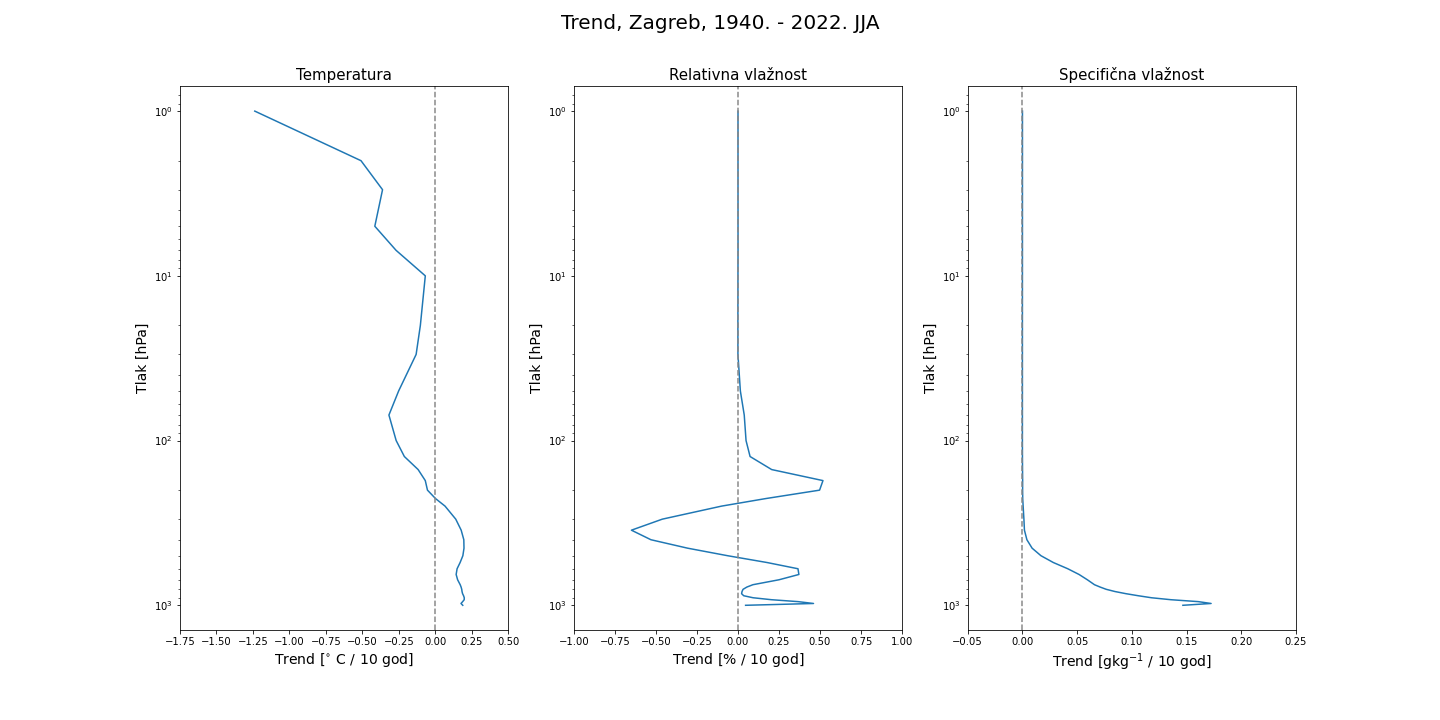 Trend, Zagreb, 1940. - 2022. JJA
Temperatura
Tlak [hPa]
10⁰
10¹
10²
10³
−1.75 −1.50 −1.25 −1.00 −0.75 −0.50 −0.25 0.00 0.25 0.50
Trend [° C / 10 god]
Relativna vlažnost
Tlak [hPa]
10⁰
10¹
10²
10³
−1.00 −0.75 −0.50 −0.25 0.00 0.25 0.50 0.75 1.00
Trend [% / 10 god]
Specifična vlažnost
Tlak [hPa]
10⁰
10¹
10²
10³
−0.05 0.00 0.05 0.10 0.15 0.20 0.25
Trend [gkg⁻¹ / 10 god]